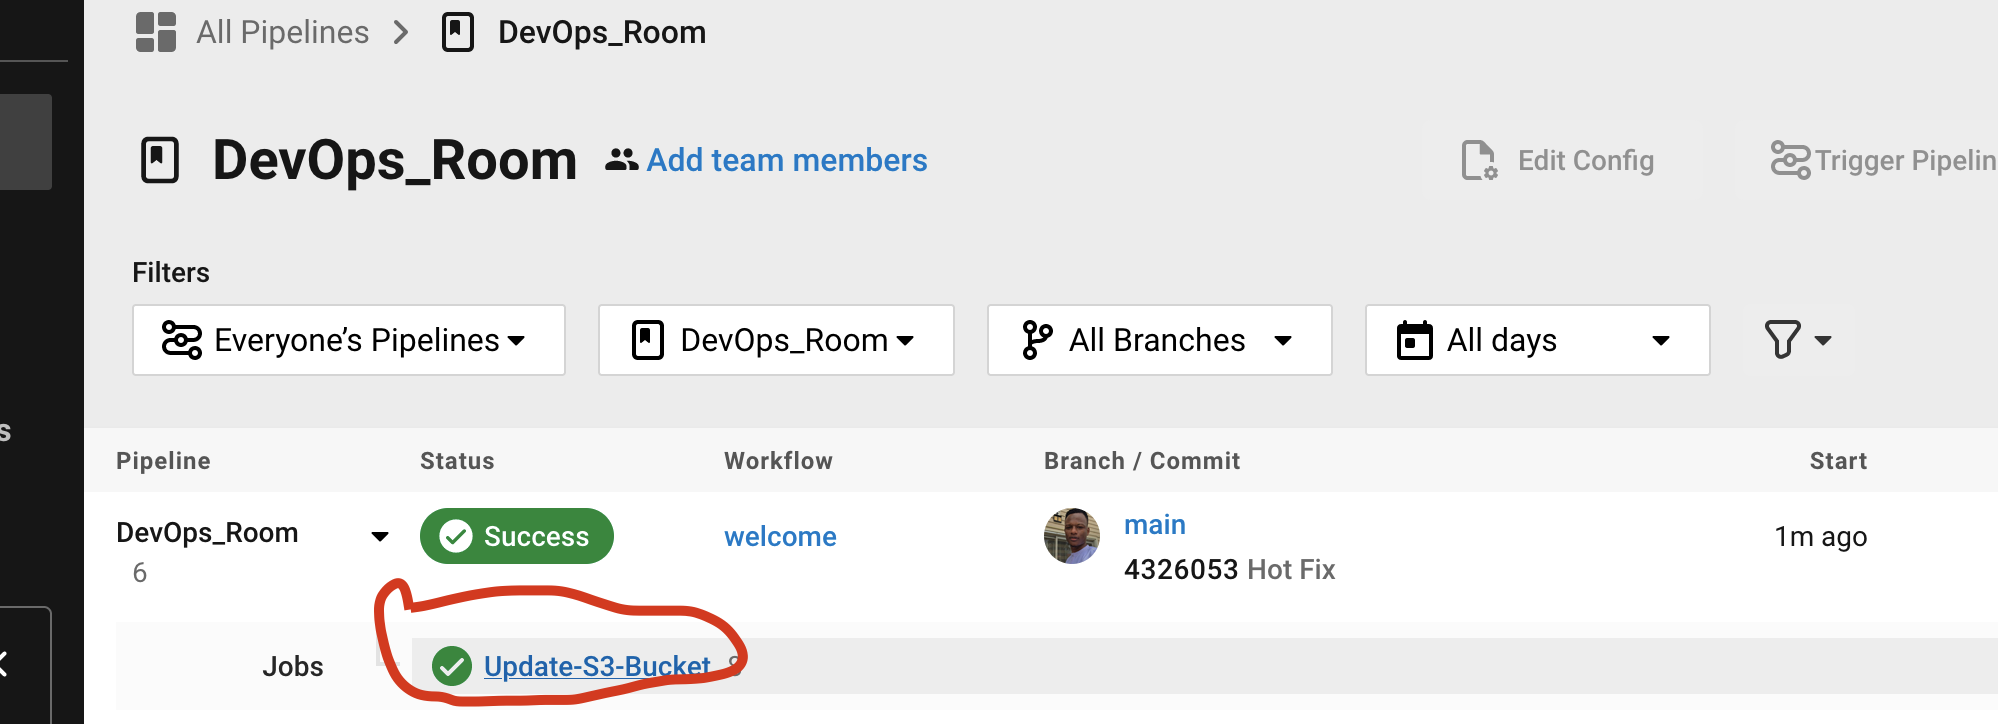 All Pipelines > DevOps_Room
DevOps_Room Add team members Edit Config Trigger Pipelin
Filters
Everyone’s Pipelines DevOps_Room All Branches All days
s
Pipeline Status Workflow Branch / Commit Start
DevOps_Room Success welcome main 1m ago
6 4326053 Hot Fix
Jobs Update-S3-Bucket